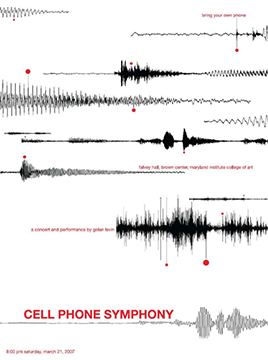 bring your own phone
falvey hall, brown center, maryland institute college of art
a concert and performance by golan levin
CELL PHONE SYMPHONY
8:00 pm saturday, march 21, 2007